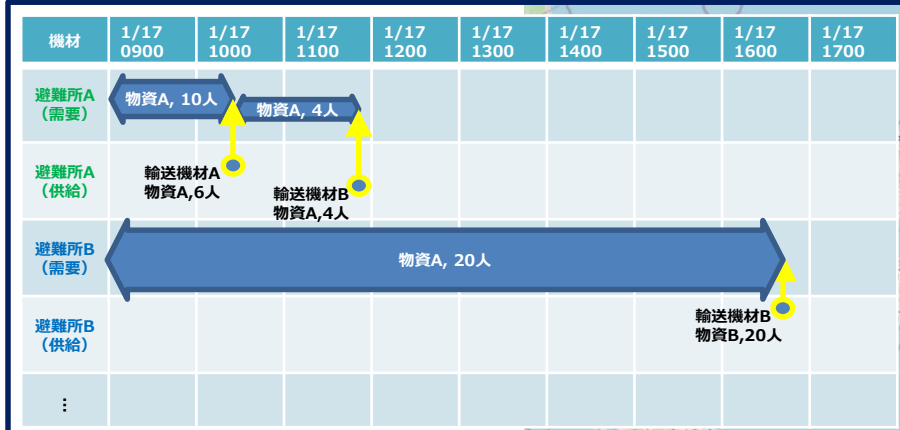 機材
1/17
0900
1/17
1000
1/17
1100
1/17
1200
1/17
1300
1/17
1400
1/17
1500
1/17
1600
1/17
1700
避難所A
（需要）
物資A, 10人
物資A, 4人
避難所A
（供給）
輸送機材A
物資A,6人
輸送機材B
物資A,4人
避難所B
（需要）
物資A, 20人
避難所B
（供給）
輸送機材B
物資B,20人
⋮